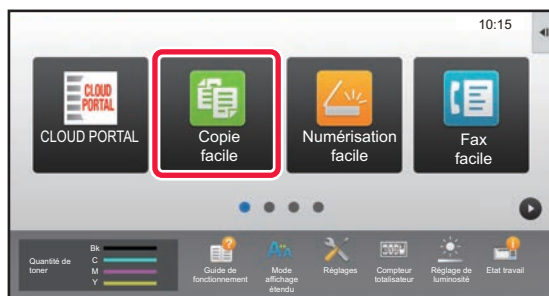 10:15
CLOUD
PORTAL
CLOUD PORTAL
Copie
facile
Numérisation
facile
Fax
facile
Quantité de
toner
Bk
C
M
Y
Guide de
fonctionnement
Mode
affichage
étendu
Réglages
Compteur
totalisateur
Réglage de
luminosité
Etat travail